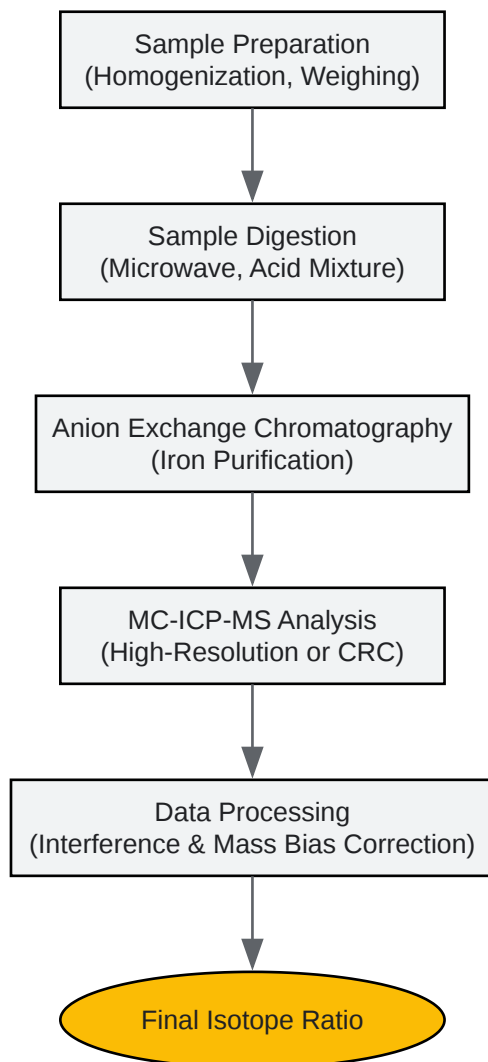 Sample Preparation
(Homogenization, Weighing)
Sample Digestion
(Microwave, Acid Mixture)
Anion Exchange Chromatography
(Iron Purification)
MC-ICP-MS Analysis
(High-Resolution or CRC)
Data Processing
(Interference & Mass Bias Correction)
Final Isotope Ratio